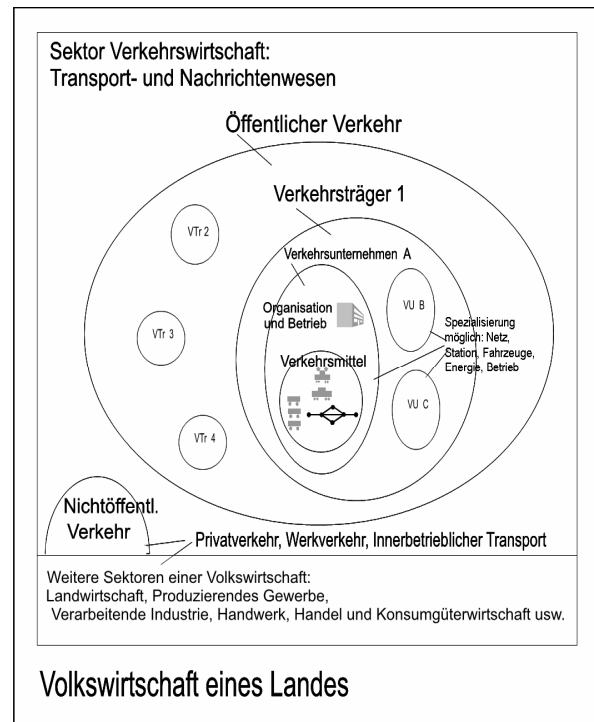 Sektor Verkehrswirtschaft:
Transport- und Nachrichtenwesen
Öffentlicher Verkehr
Verkehrsträger 1
VTr 2
Verkehrsunternehmen A
Organisation
und Betrieb
VU B
Spezialisierung
möglich: Netz,
Station, Fahrzeuge,
Energie, Betrieb
VTr 3
Verkehrsmittel
VU C
VTr 4
Nichtöffentl.
Verkehr
Privatverkehr, Werkverkehr, Innerbetrieblicher Transport
Weitere Sektoren einer Volkswirtschaft:
Landwirtschaft, Produzierendes Gewerbe,
Verarbeitende Industrie, Handwerk, Handel und Konsumgüterwirtschaft usw.
Volkswirtschaft eines Landes